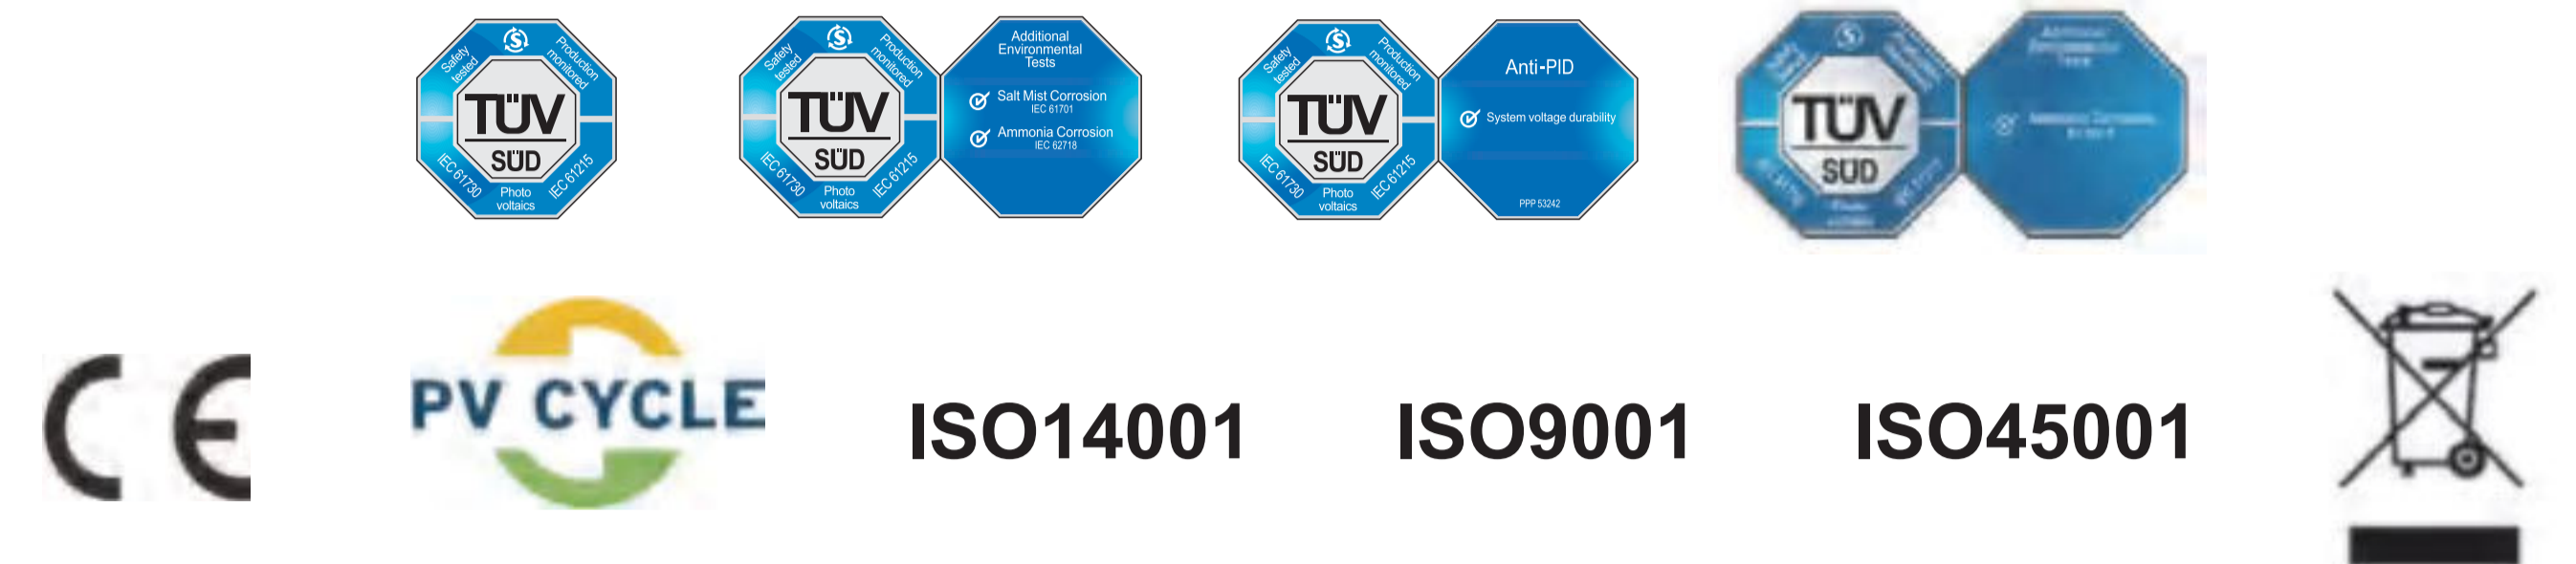 Safety tested
Production monitored
TÜV
SÜD
IEC 61730
Photo voltaics
IEC 61215
Safety tested
Production monitored
TÜV
SÜD
IEC 61730
Photo voltaics
IEC 61215
Additional
Environmental
Tests
Salt Mist Corrosion
IEC 61701
Ammonia Corrosion
IEC 62718
Safety tested
Production monitored
TÜV
SÜD
IEC 61730
Photo voltaics
IEC 61215
Anti-PID
System voltage durability
PPP 53242
TÜV
SÜD
Additional
Environmental
CE
PV CYCLE
ISO14001
ISO9001
ISO45001